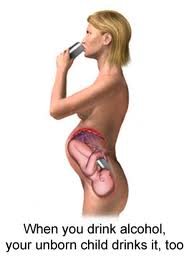 When you drink alcohol,
your unborn child drinks it, too